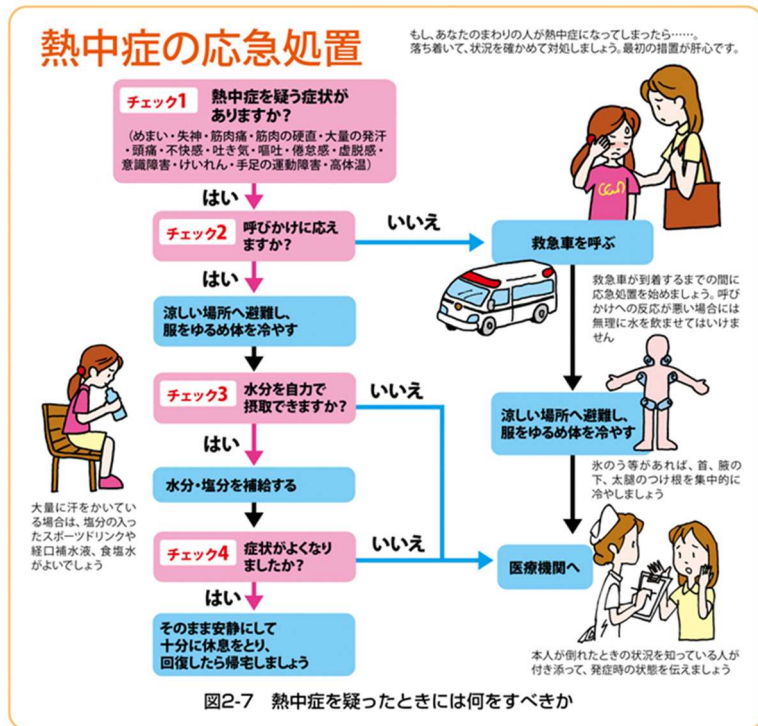 熱中症の応急処置
もし、あなたのまわりの人が熱中症になってしまったら……。
落ち着いて、状況を確かめて対処しましょう。最初の措置が肝心です。
チェック1
熱中症を疑う症状が
ありますか?
(めまい・失神・筋肉痛・筋肉の硬直・大量の発汗
・頭痛・不快感・吐き気・嘔吐・倦怠感・虚脱感・
意識障害・けいれん・手足の運動障害・高体温)
はい
チェック2
呼びかけに応え
ますか?
いいえ
救急車を呼ぶ
救急車が到着するまでの間に
応急処置を始めましょう。呼び
かけへの反応が悪い場合には
無理に水を飲ませてはいけま
せん
はい
涼しい場所へ避難し、
服をゆるめ体を冷やす
チェック3
水分を自力で
摂取できますか?
いいえ
涼しい場所へ避難し、
服をゆるめ体を冷やす
氷のう等があれば、首、腋の
下、太腿のつけ根を集中的に
冷やしましょう
はい
水分・塩分を補給する
大量に汗をかいてい
る場合は、塩分の入っ
たスポーツドリンクや
経口補水液、食塩水
がよいでしょう
チェック4
症状がよくなり
ましたか?
いいえ
医療機関へ
本人が倒れたときの状況を知っている人が
付き添って、発症時の状態を伝えましょう
はい
そのまま安静にして
十分に休息をとり、
回復したら帰宅しましょう
図2-7 熱中症を疑ったときには何をすべきか